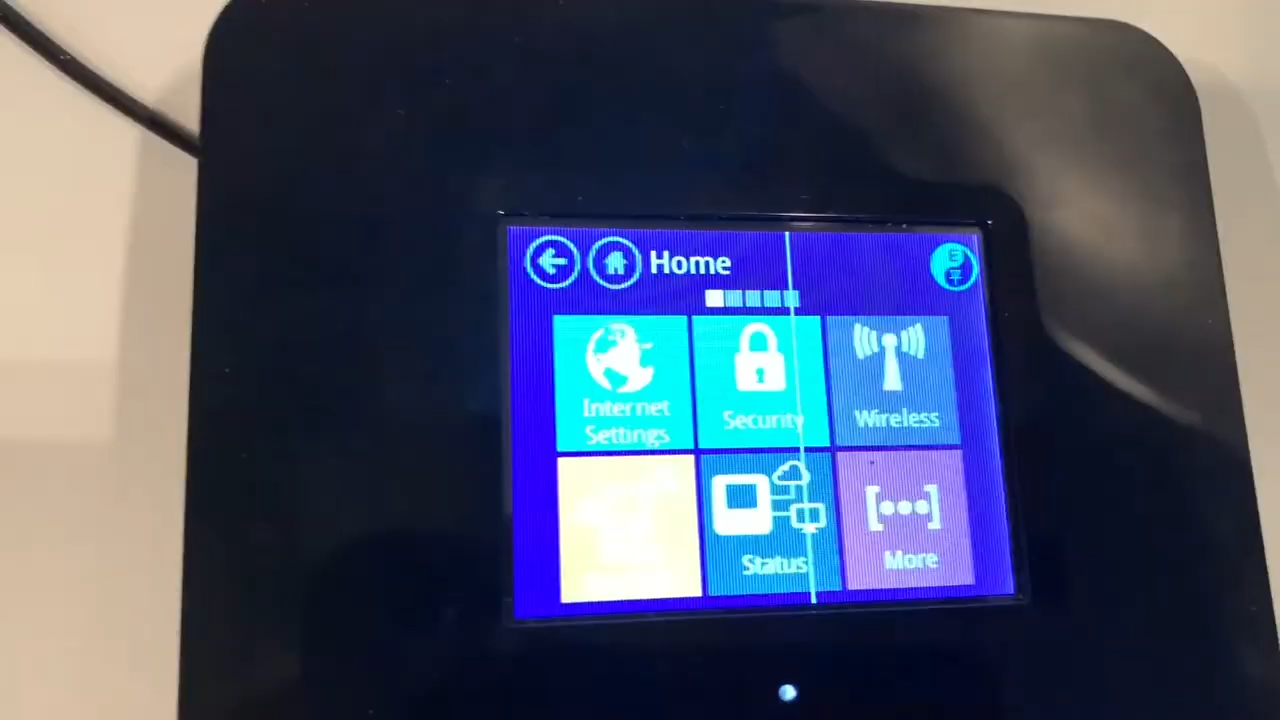 Home
Internet
Settings
Security
Wireless
Status
More